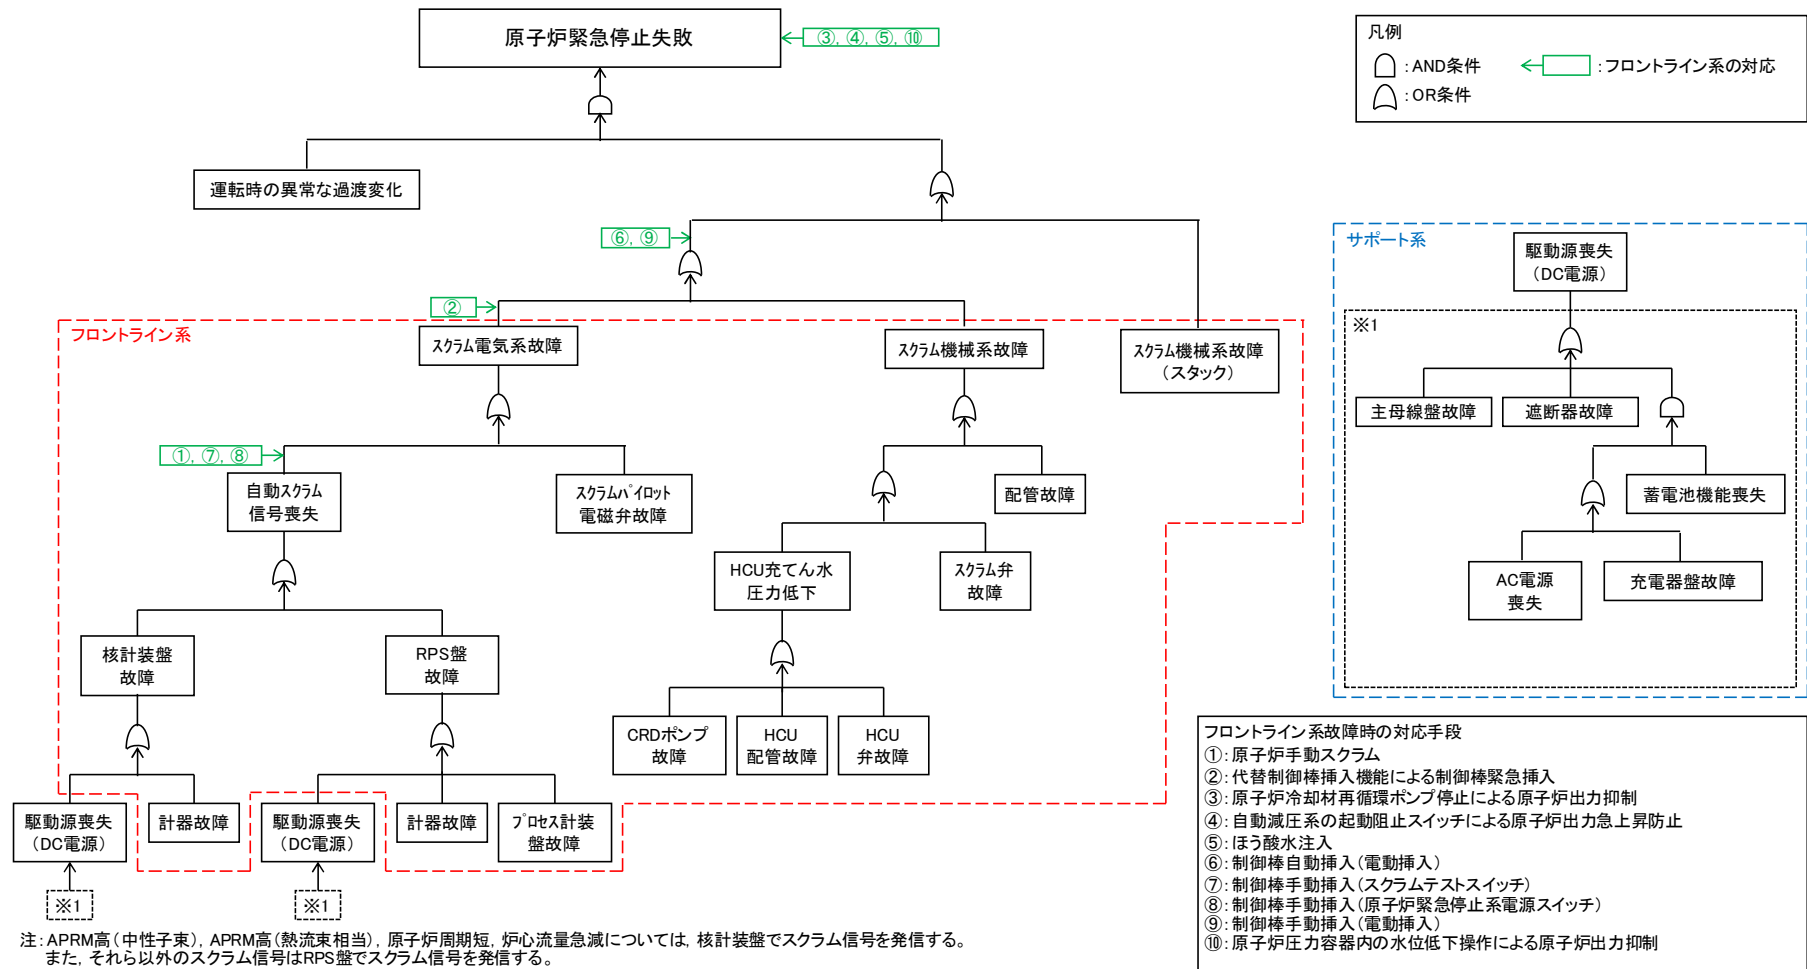 原子炉緊急停止失敗
③, ④, ⑤, ⑩
凡例
：AND条件
：フロントライン系の対応
：OR条件
運転時の異常な過渡変化
⑥, ⑨
②
フロントライン系
スクラム電気系故障
スクラム機械系故障
スクラム機械系故障
（スタック）
サポート系
駆動源喪失
（DC電源）
※1
主母線盤故障
遮断器故障
蓄電池機能喪失
AC電源
喪失
充電器盤故障
①, ⑦, ⑧
自動スクラム
信号喪失
スクラムパイロット
電磁弁故障
配管故障
HCU充てん水
圧力低下
スクラム弁
故障
核計装盤
故障
RPS盤
故障
CRDポンプ
故障
HCU
配管故障
HCU
弁故障
駆動源喪失
（DC電源）
計器故障
駆動源喪失
（DC電源）
計器故障
プロセス計装
盤故障
※1
※1
フロントライン系故障時の対応手段
①：原子炉手動スクラム
②：代替制御棒挿入機能による制御棒緊急挿入
③：原子炉冷却材再循環ポンプ停止による原子炉出力抑制
④：自動減圧系の起動阻止スイッチによる原子炉出力急上昇防止
⑤：ほう酸水注入
⑥：制御棒自動挿入（電動挿入）
⑦：制御棒手動挿入（スクラムテストスイッチ）
⑧：制御棒手動挿入（原子炉緊急停止系電源スイッチ）
⑨：制御棒手動挿入（電動挿入）
⑩：原子炉圧力容器内の水位低下操作による原子炉出力抑制
注：APRM高（中性子束），APRM高（熱流束相当），原子炉周期短，炉心流量急減については，核計装盤でスクラム信号を発信する。
また，それら以外のスクラム信号はRPS盤でスクラム信号を発信する。